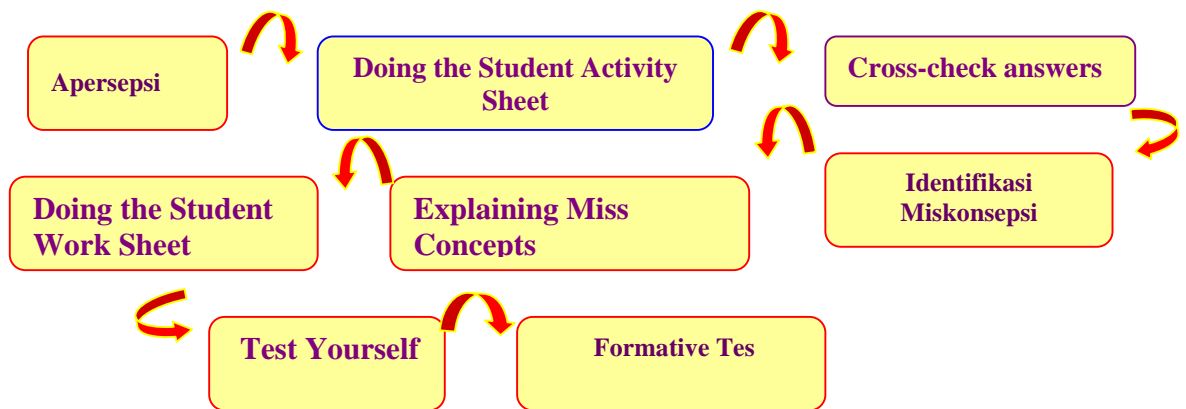 Apersepsi
Doing the Student Activity
Sheet
Cross-check answers
Identifikasi
Miskonsepsi
Explaining Miss
Concepts
Doing the Student
Work Sheet
Test Yourself
Formative Tes